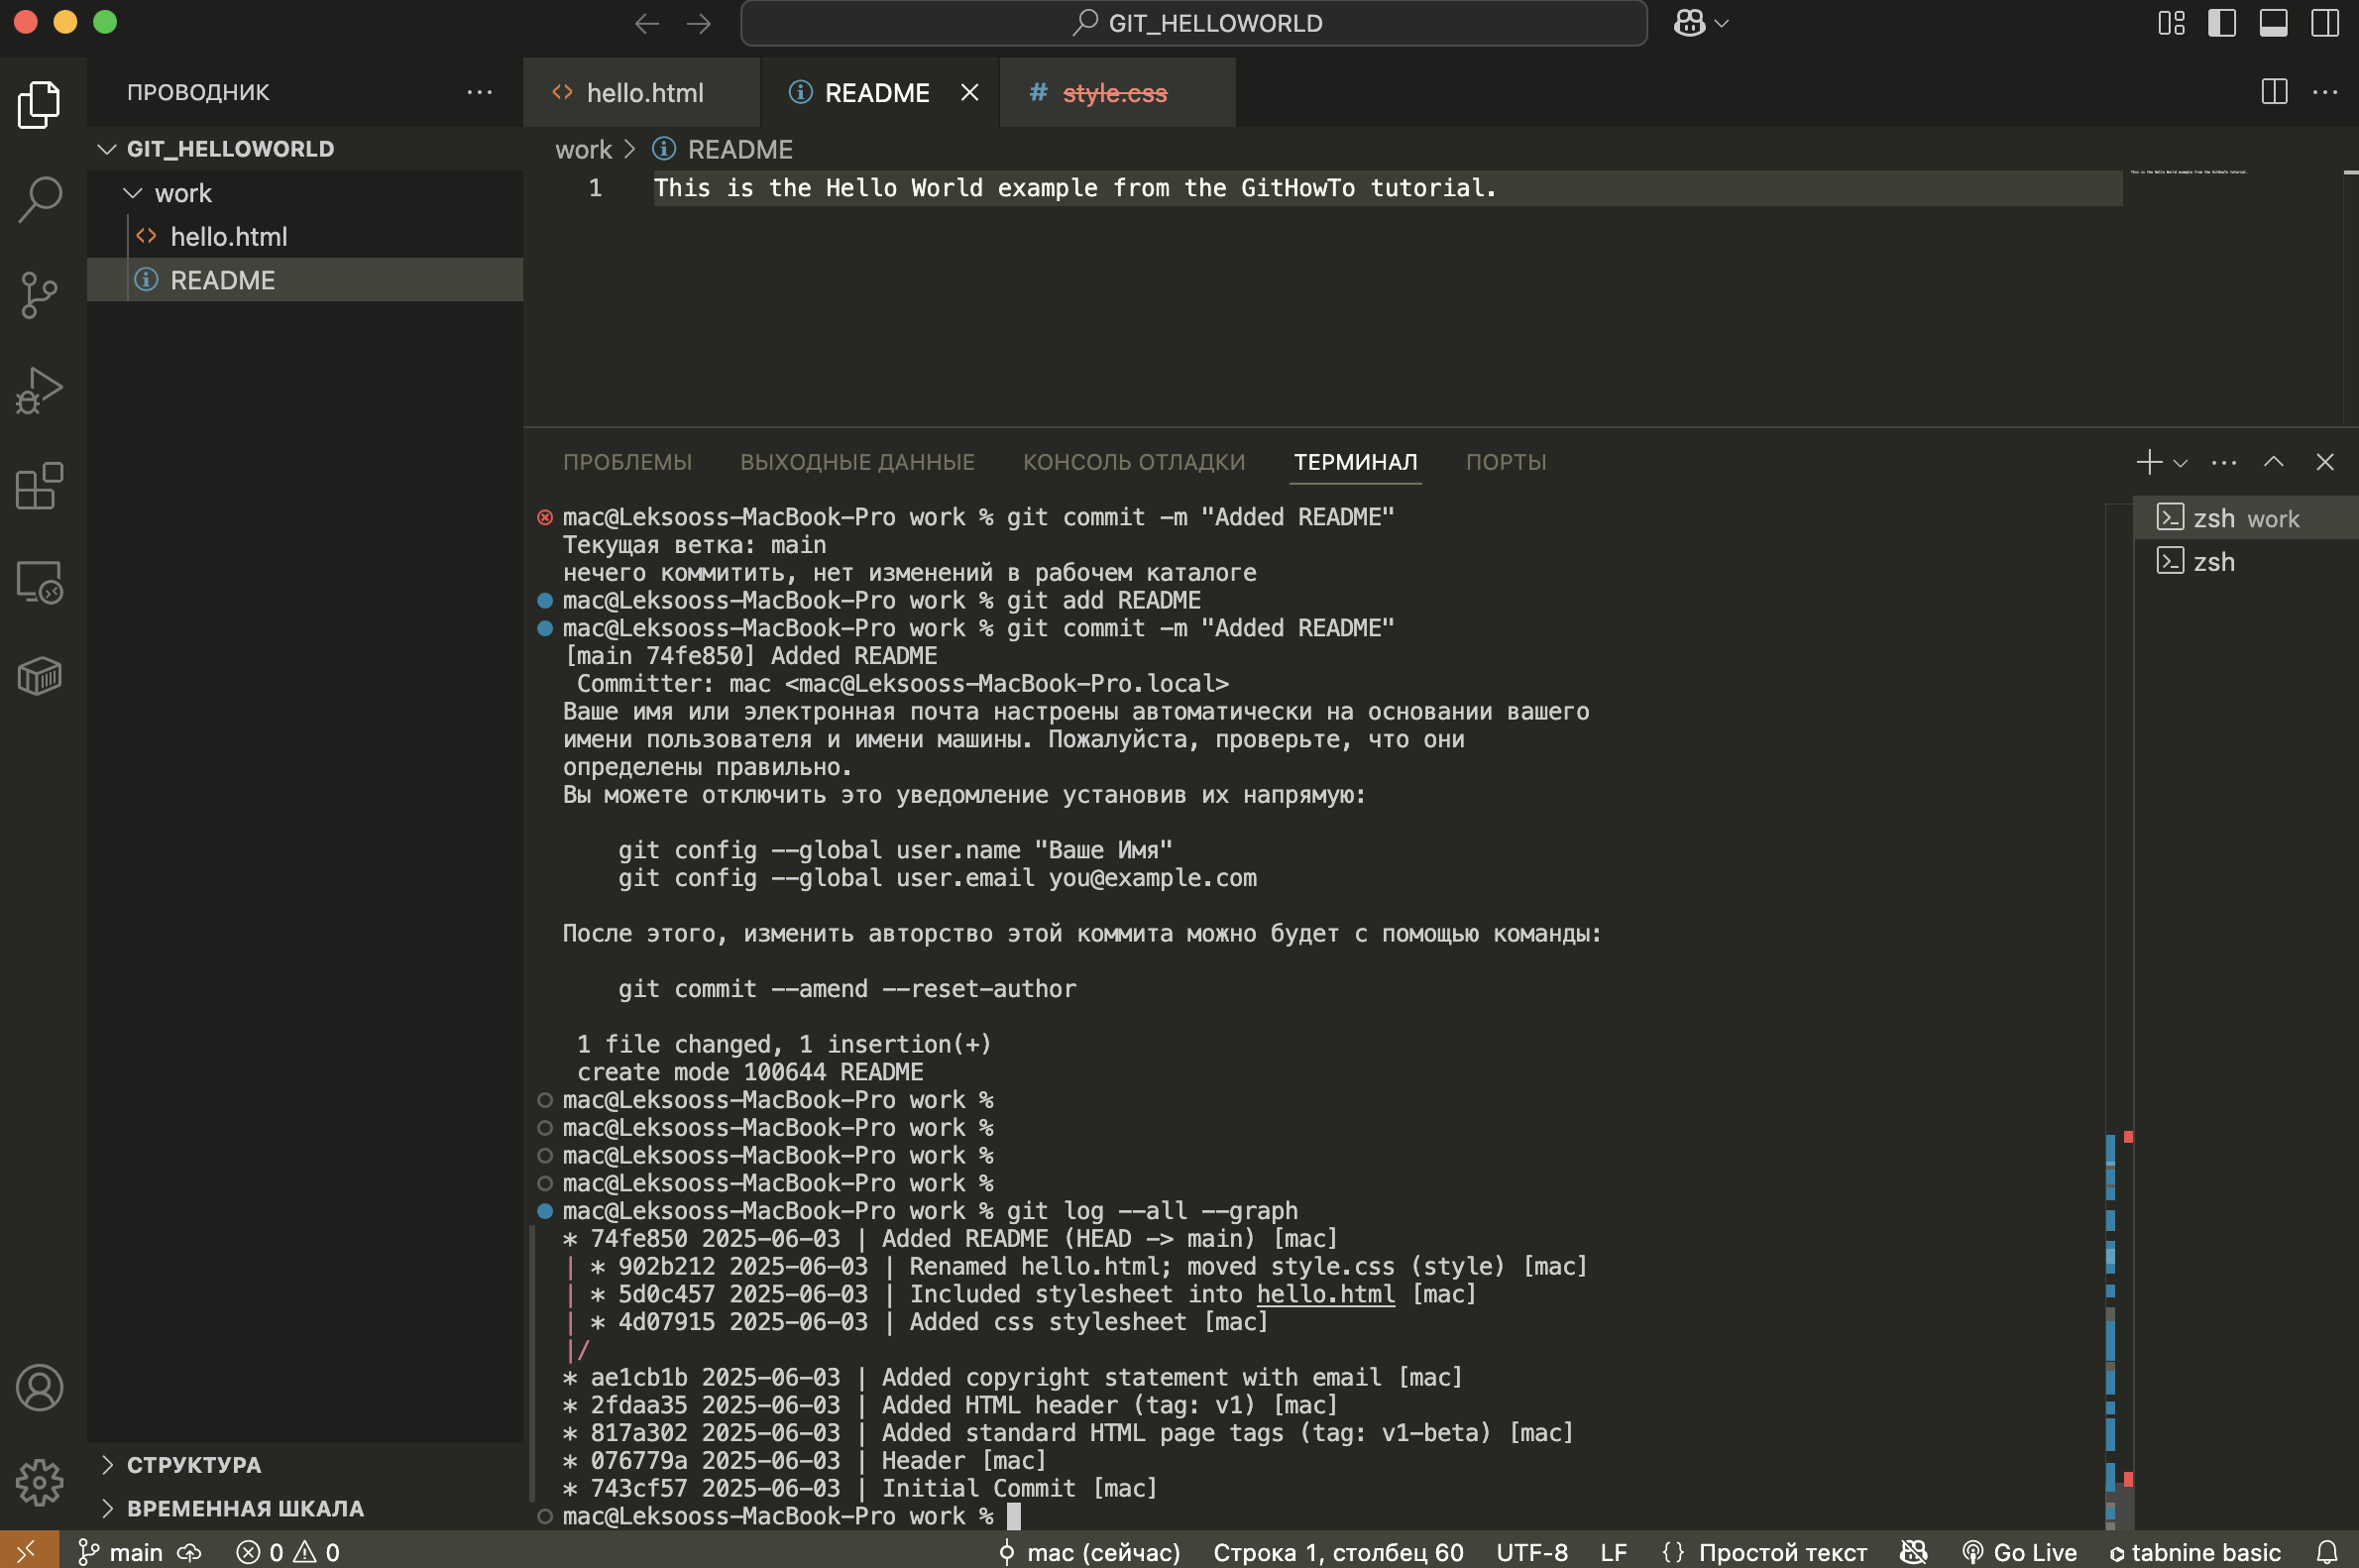 GIT_HELLOWORLD
ПРОВОДНИК
hello.html
README
style.css
GIT_HELLOWORLD
work
hello.html
README
work > README
1 This is the Hello World example from the GitHowTo tutorial.
ПРОБЛЕМЫ ВЫХОДНЫЕ ДАННЫЕ КОНСОЛЬ ОТЛАДКИ ТЕРМИНАЛ ПОРТЫ
zsh work
zsh
mac@Leksooss-MacBook-Pro work % git commit -m "Added README"
Текущая ветка: main
нечего коммитить, нет изменений в рабочем каталоге
mac@Leksooss-MacBook-Pro work % git add README
mac@Leksooss-MacBook-Pro work % git commit -m "Added README"
[main 74fe850] Added README
Committer: mac <mac@Leksooss-MacBook-Pro.local>
Ваше имя или электронная почта настроены автоматически на основании вашего
имени пользователя и имени машины. Пожалуйста, проверьте, что они
определены правильно.
Вы можете отключить это уведомление установив их напрямую:
git config --global user.name "Ваше Имя"
git config --global user.email you@example.com
После этого, изменить авторство этой коммита можно будет с помощью команды:
git commit --amend --reset-author
1 file changed, 1 insertion(+)
create mode 100644 README
mac@Leksooss-MacBook-Pro work %
mac@Leksooss-MacBook-Pro work %
mac@Leksooss-MacBook-Pro work %
mac@Leksooss-MacBook-Pro work %
mac@Leksooss-MacBook-Pro work % git log --all --graph
* 74fe850 2025-06-03 | Added README (HEAD -> main) [mac]
| * 902b212 2025-06-03 | Renamed hello.html; moved style.css (style) [mac]
| * 5d0c457 2025-06-03 | Included stylesheet into hello.html [mac]
| * 4d07915 2025-06-03 | Added css stylesheet [mac]
|/
* ae1cb1b 2025-06-03 | Added copyright statement with email [mac]
* 2fdaa35 2025-06-03 | Added HTML header (tag: v1) [mac]
* 817a302 2025-06-03 | Added standard HTML page tags (tag: v1-beta) [mac]
* 076779a 2025-06-03 | Header [mac]
* 743cf57 2025-06-03 | Initial Commit [mac]
mac@Leksooss-MacBook-Pro work %
СТРУКТУРА
ВРЕМЕННАЯ ШКАЛА
main 0 0 mac (сейчас) Строка 1, столбец 60 UTF-8 LF {} Простой текст Go Live tabnine basic